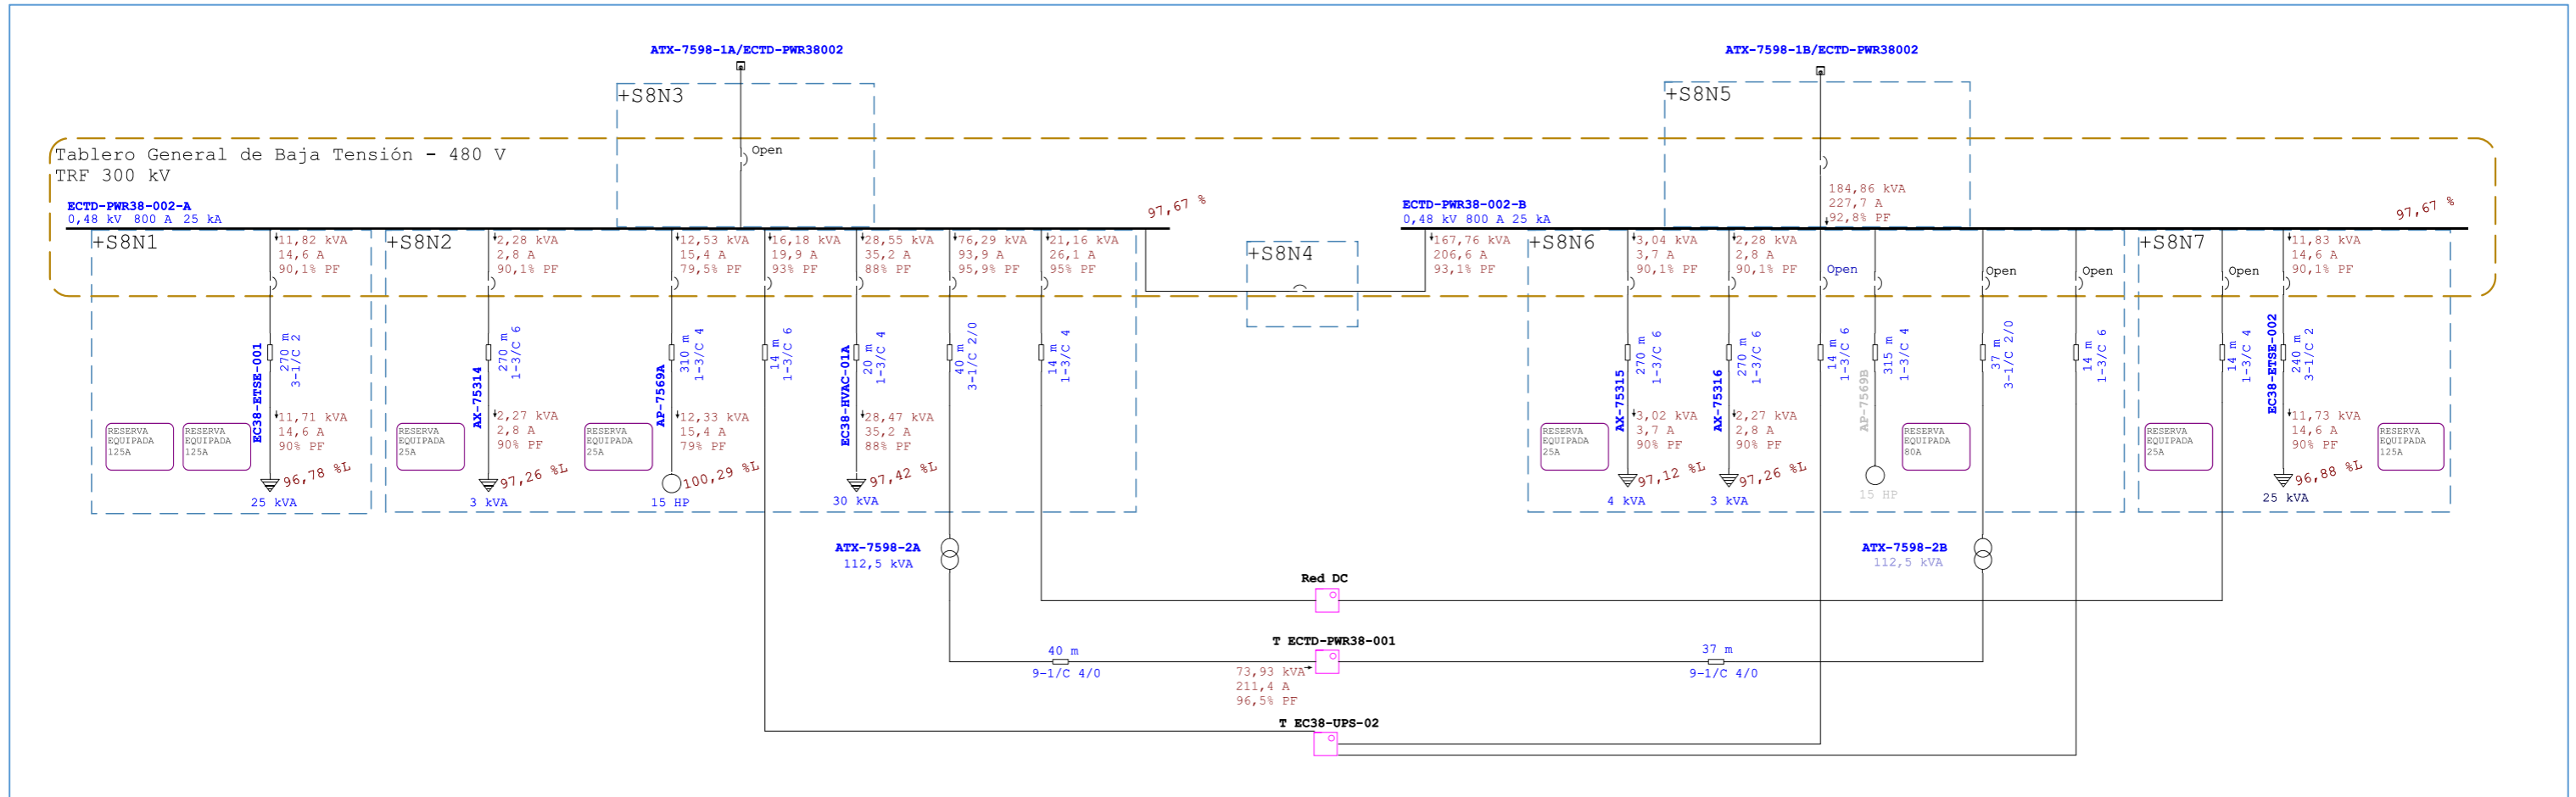 ATX-7598-1A/ECTD-PWR38002
ATX-7598-1B/ECTD-PWR38002
+S8N3
+S8N5
Open
Tablero General de Baja Tensión - 480 V
TRF 300 kV
184,86 kVA
227,7 A
92,8% PF
ECTD-PWR38-002-A
0,48 kV 800 A 25 kA
97,67 %
ECTD-PWR38-002-B
0,48 kV 800 A 25 kA
97,67 %
+S8N1
11,82 kVA
14,6 A
90,1% PF
+S8N2
2,28 kVA
2,8 A
90,1% PF
12,53 kVA
15,4 A
79,5% PF
16,18 kVA
19,9 A
93% PF
28,55 kVA
35,2 A
88% PF
76,29 kVA
93,9 A
95,9% PF
21,16 kVA
26,1 A
95% PF
+S8N4
167,76 kVA
206,6 A
93,1% PF
+S8N6
3,04 kVA
3,7 A
90,1% PF
2,28 kVA
2,8 A
90,1% PF
Open
Open
Open
+S8N7
Open
11,83 kVA
14,6 A
90,1% PF
EC38-ETSE-001
270 m
3-1/C 2
AX-75314
270 m
1-3/C 6
AP-7569A
310 m
1-3/C 4
14 m
1-3/C 6
EC38-HVAC-01A
20 m
1-3/C 4
40 m
3-1/C 2/0
14 m
1-3/C 4
AX-75315
270 m
1-3/C 6
AX-75316
270 m
1-3/C 6
14 m
1-3/C 6
AP-7569B
315 m
1-3/C 4
37 m
3-1/C 2/0
14 m
1-3/C 6
14 m
1-3/C 4
EC38-ETSE-002
240 m
3-1/C 2
RESERVA
EQUIPADA
125A
RESERVA
EQUIPADA
125A
11,71 kVA
14,6 A
90% PF
RESERVA
EQUIPADA
25A
2,27 kVA
2,8 A
90% PF
RESERVA
EQUIPADA
25A
12,33 kVA
15,4 A
79% PF
28,47 kVA
35,2 A
88% PF
RESERVA
EQUIPADA
25A
3,02 kVA
3,7 A
90% PF
2,27 kVA
2,8 A
90% PF
RESERVA
EQUIPADA
80A
RESERVA
EQUIPADA
25A
11,73 kVA
14,6 A
90% PF
RESERVA
EQUIPADA
125A
96,78 %L
97,26 %L
100,29 %L
97,42 %L
97,12 %L
97,26 %L
96,88 %L
25 kVA
3 kVA
15 HP
30 kVA
4 kVA
3 kVA
15 HP
25 kVA
ATX-7598-2A
112,5 kVA
ATX-7598-2B
112,5 kVA
Red DC
T ECTD-PWR38-001
40 m
9-1/C 4/0
73,93 kVA
211,4 A
96,5% PF
37 m
9-1/C 4/0
T EC38-UPS-02